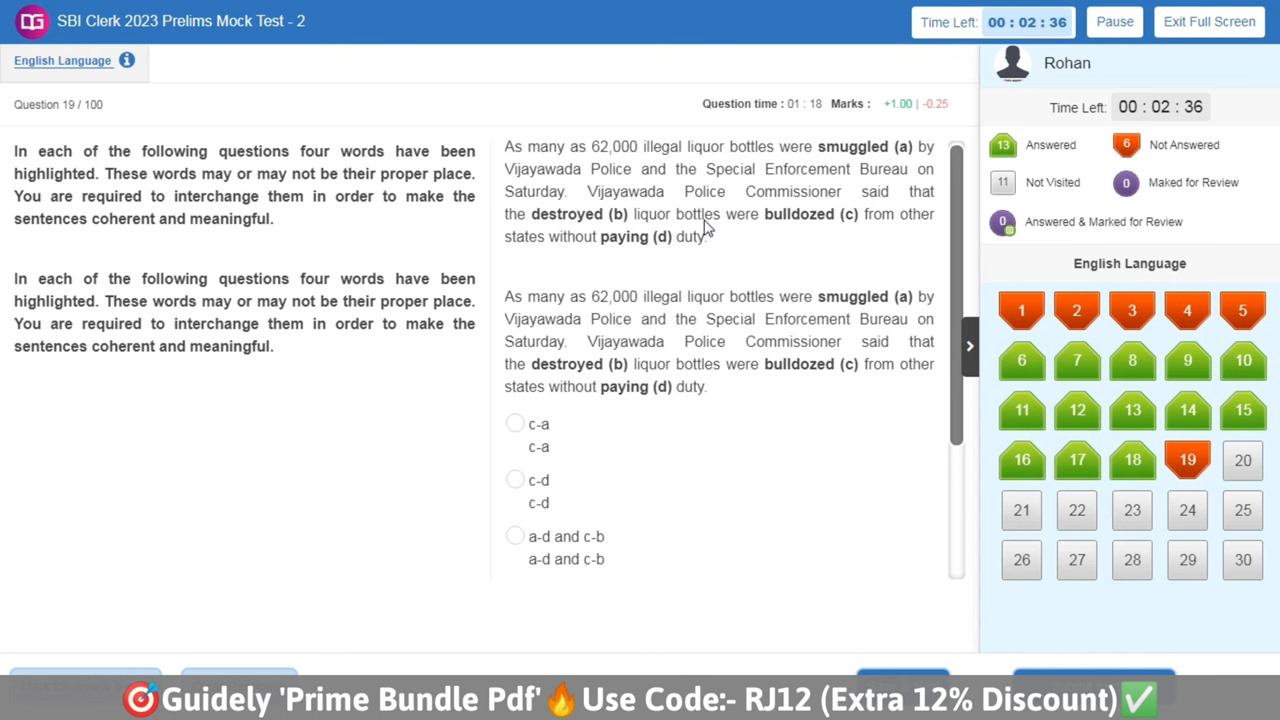 DG SBI Clerk 2023 Prelims Mock Test - 2
Time Left: 00 : 02 : 36
Pause
Exit Full Screen
English Language i
Rohan
Question 19 / 100
Question time : 01 : 18 Marks : +1.00 | -0.25
Time Left: 00 : 02 : 36
13 Answered
6 Not Answered
11 Not Visited
0 Maked for Review
0 Answered & Marked for Review
English Language
In each of the following questions four words have been
highlighted. These words may or may not be their proper place.
You are required to interchange them in order to make the
sentences coherent and meaningful.
In each of the following questions four words have been
highlighted. These words may or may not be their proper place.
You are required to interchange them in order to make the
sentences coherent and meaningful.
As many as 62,000 illegal liquor bottles were smuggled (a) by
Vijayawada Police and the Special Enforcement Bureau on
Saturday. Vijayawada Police Commissioner said that
the destroyed (b) liquor bottles were bulldozed (c) from other
states without paying (d) duty.
As many as 62,000 illegal liquor bottles were smuggled (a) by
Vijayawada Police and the Special Enforcement Bureau on
Saturday. Vijayawada Police Commissioner said that
the destroyed (b) liquor bottles were bulldozed (c) from other
states without paying (d) duty.
c-a
c-a
c-d
c-d
a-d and c-b
a-d and c-b
1 2 3 4 5
6 7 8 9 10
11 12 13 14 15
16 17 18 19 20
21 22 23 24 25
26 27 28 29 30
🎯Guidely 'Prime Bundle Pdf'🔥Use Code:- RJ12 (Extra 12% Discount)✅